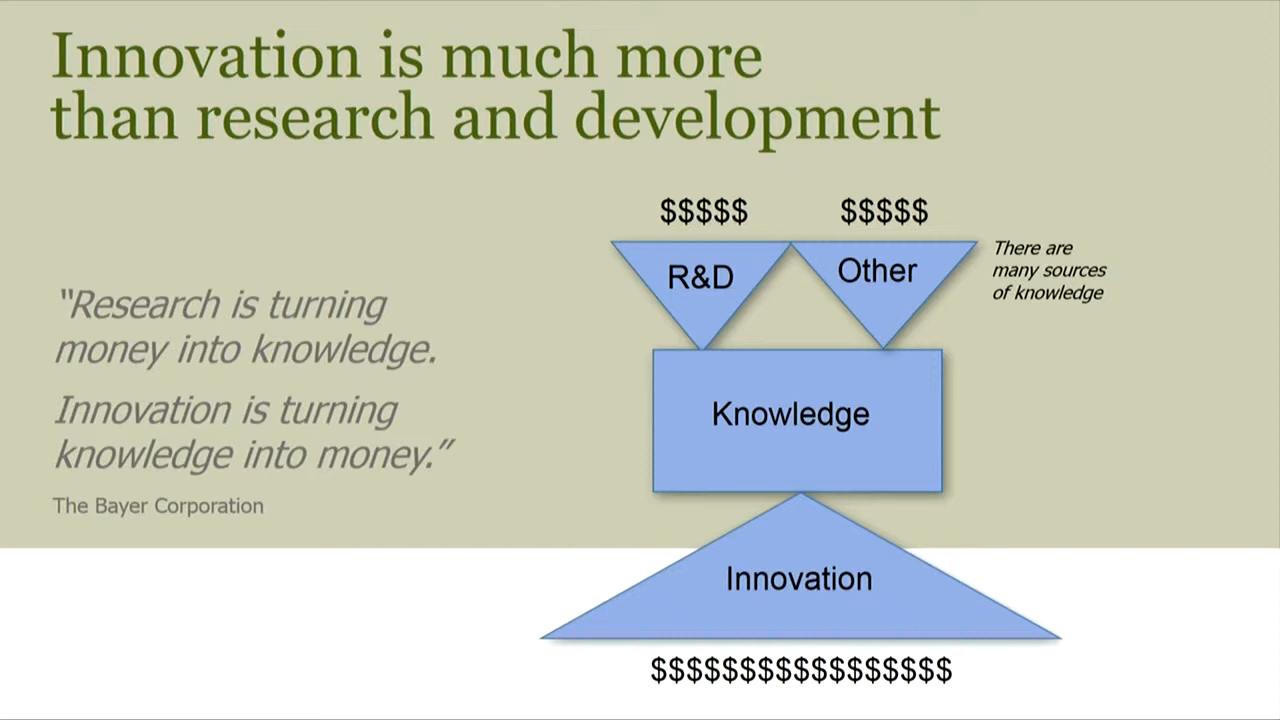 Innovation is much more
than research and development
"Research is turning
money into knowledge.
Innovation is turning
knowledge into money."
The Bayer Corporation
$$$$$
$$$$$
R&D
Other
There are
many sources
of knowledge
Knowledge
Innovation
$$$$$$$$$$$$$$$$$